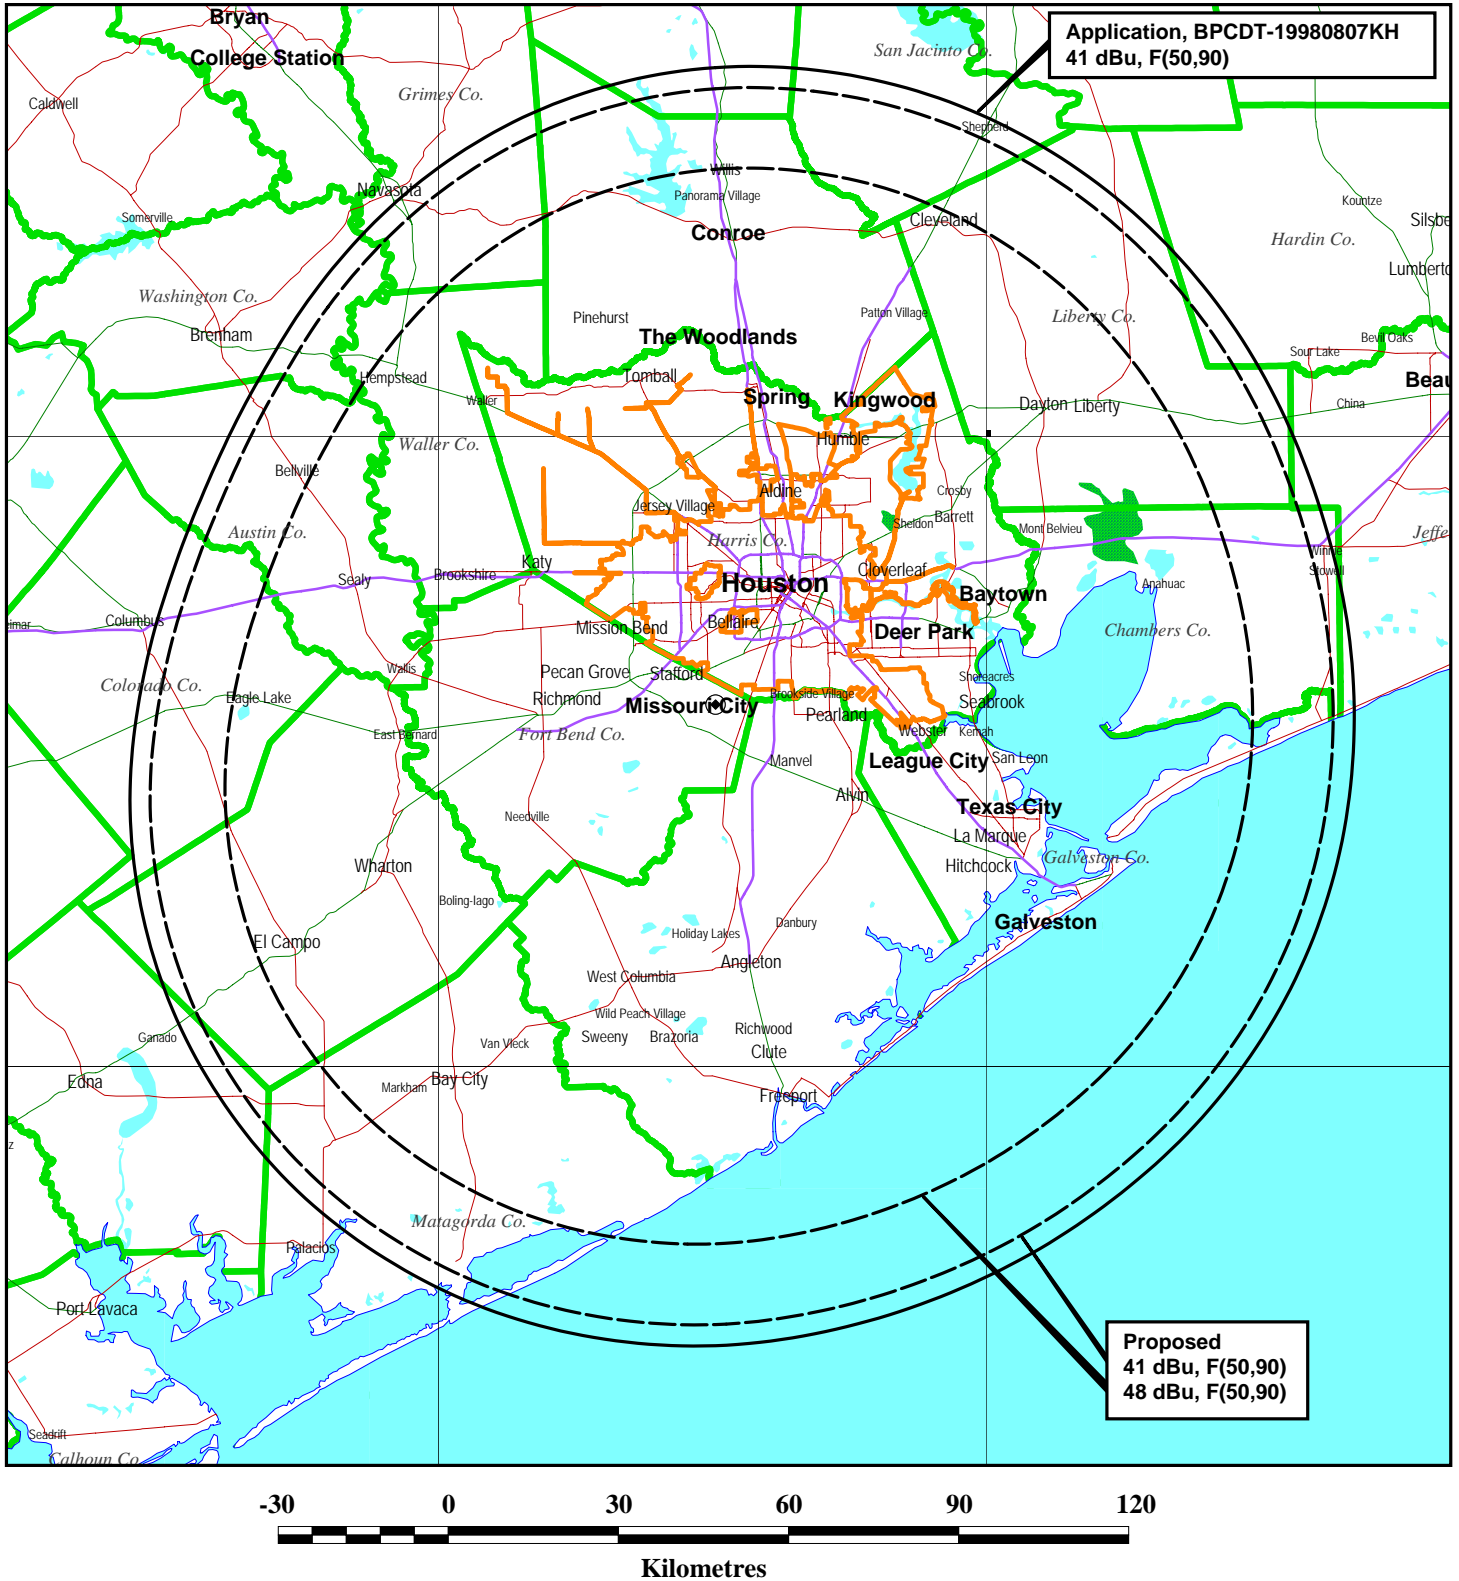 Bryan
Application, BPCDT-19980807KH
41 dBu, F(50,90)
College Station
San Jacinto Co.
Grimes Co.
Caldwell
Shepherd
Willis
Navasota
Panorama Village
Kountze
Somerville
Cleveland
Silsbe
Conroe
Hardin Co.
Lumberto
Washington Co.
Pinehurst
Patton Village
Liberty Co.
Brenham
The Woodlands
Bevil Oaks
Sour Lake
Hempstead
Tomball
Beau
Waller
Spring
Kingwood
Dayton
Liberty
China
Waller Co.
Humble
Bellville
Aldine
Crosby
Jersey Village
Sheldon
Barrett
Mont Belvieu
Austin Co.
Harris Co.
Jeffe
Winnie
Katy
Cloverleaf
Stowell
Sealy
Brookshire
Houston
Anahuac
Baytown
Columbus
imar
Mission Bend
Bellaire
Deer Park
Chambers Co.
Wallis
Pecan Grove
Stafford
Shoreacres
Colorado Co.
Eagle Lake
Richmond
Brookside Village
Seabrook
Missouri City
Pearland
East Bernard
Fort Bend Co.
Webster
Kemah
Manvel
League City
San Leon
Alvin
Texas City
Needville
La Marque
Wharton
Hitchcock
Galveston Co.
Boling-Iago
Danbury
Galveston
El Campo
Holiday Lakes
Angleton
West Columbia
Wild Peach Village
Richwood
Ganado
Van Vleck
Sweeny
Brazoria
Clute
Edna
Markham
Bay City
Freeport
z
Matagorda Co.
Palacios
Port Lavaca
Proposed
41 dBu, F(50,90)
48 dBu, F(50,90)
Seadrift
Calhoun Co.
-30 0 30 60 90 120
Kilometres